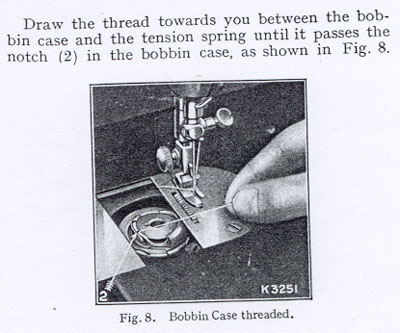 Draw the thread towards you between the bob-
bin case and the tension spring until it passes the
notch (2) in the bobbin case, as shown in Fig. 8.
2
K3251
Fig. 8. Bobbin Case threaded.